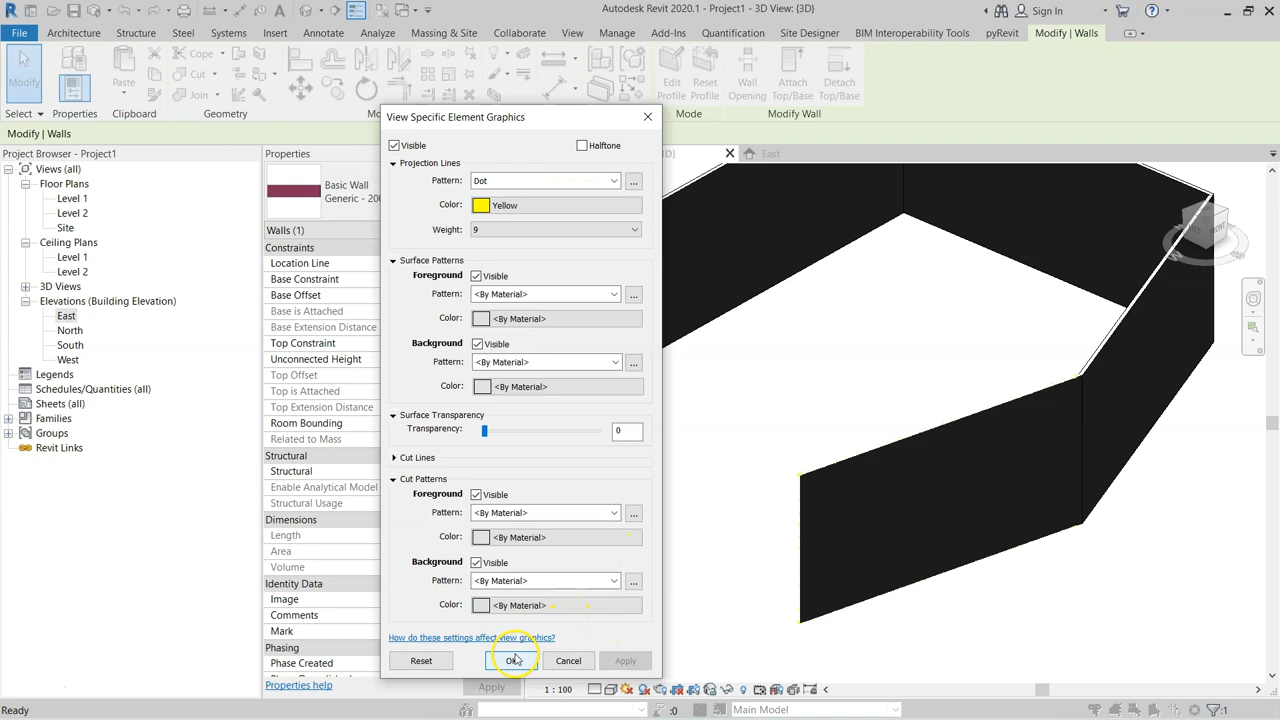 Autodesk Revit 2020.1 - Project1 - 3D View: {3D}
Sign In
File Architecture Structure Steel Systems Insert Annotate Analyze Massing & Site Collaborate View Manage Add-Ins Quantification Site Designer BIM Interoperability Tools pyRevit Modify | Walls
Modify
Paste
Cope
Cut
Join
Edit Profile
Reset Profile
Wall Opening
Attach Top/Base
Detach Top/Base
Select Properties Clipboard Geometry Mode Modify Wall
Modify | Walls
Project Browser - Project1
Views (all)
Floor Plans
Level 1
Level 2
Site
Ceiling Plans
Level 1
Level 2
3D Views
Elevations (Building Elevation)
East
North
South
West
Legends
Schedules/Quantities (all)
Sheets (all)
Families
Groups
Revit Links
Properties
Basic Wall
Walls (1)
Constraints
Location Line
Base Constraint
Base Offset
Base is Attached
Base Extension Distance
Top Constraint
Unconnected Height
Top Offset
Top is Attached
Top Extension Distance
Room Bounding
Related to Mass
Structural
Structural
Enable Analytical Model
Structural Usage
Dimensions
Length
Area
Volume
Identity Data
Image
Comments
Mark
Phasing
Phase Created
Properties help
Apply
View Specific Element Graphics
Visible Halftone
Projection Lines
Pattern: Dot ...
Color: Yellow
Weight: 9
Surface Patterns
Foreground Visible
Pattern: <By Material> ...
Color: <By Material>
Background Visible
Pattern: <By Material> ...
Color: <By Material>
Surface Transparency
Transparency: 0
Cut Lines
Cut Patterns
Foreground Visible
Pattern: <By Material> ...
Color: <By Material>
Background Visible
Pattern: <By Material> ...
Color: <By Material>
How do these settings affect view graphics?
Reset OK Cancel Apply
East
FRONT
1 : 100
Ready
:0
Main Model
:1